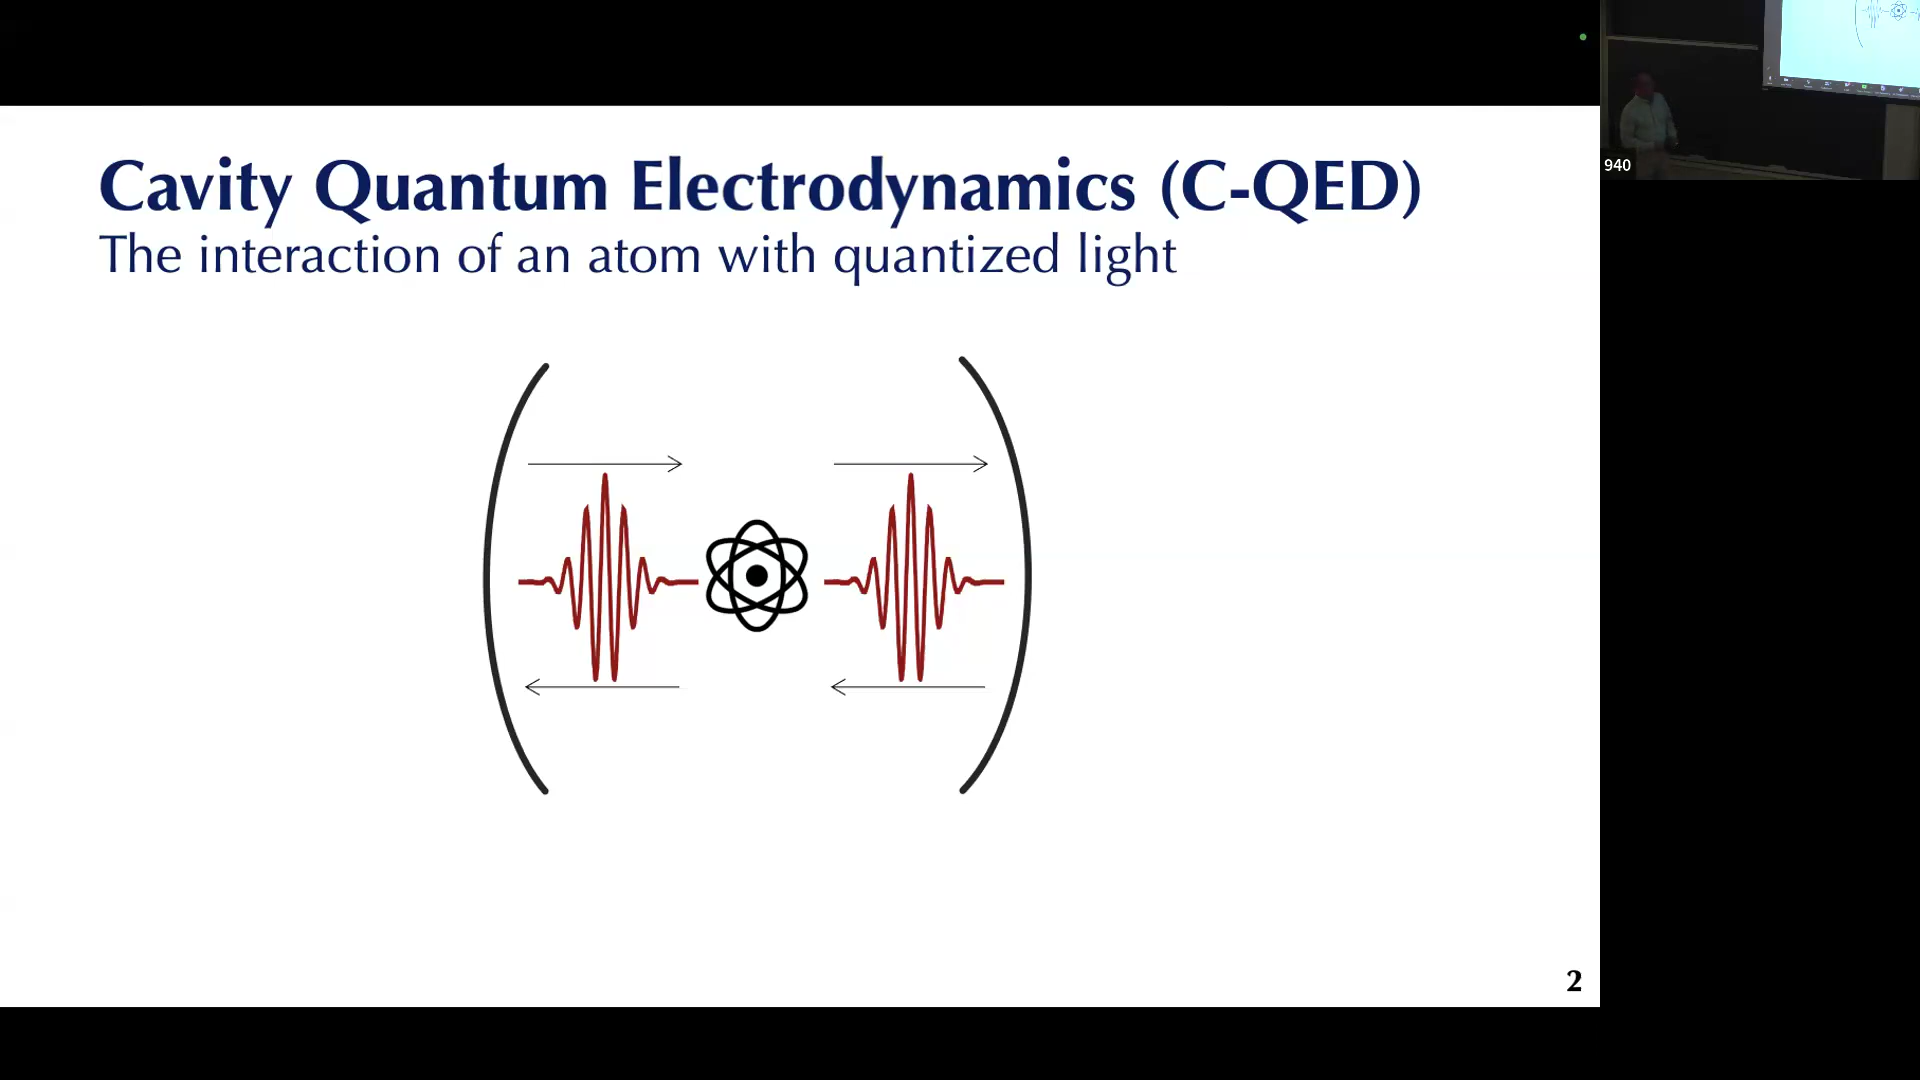 Cavity Quantum Electrodynamics (C-QED)
The interaction of an atom with quantized light
940
2